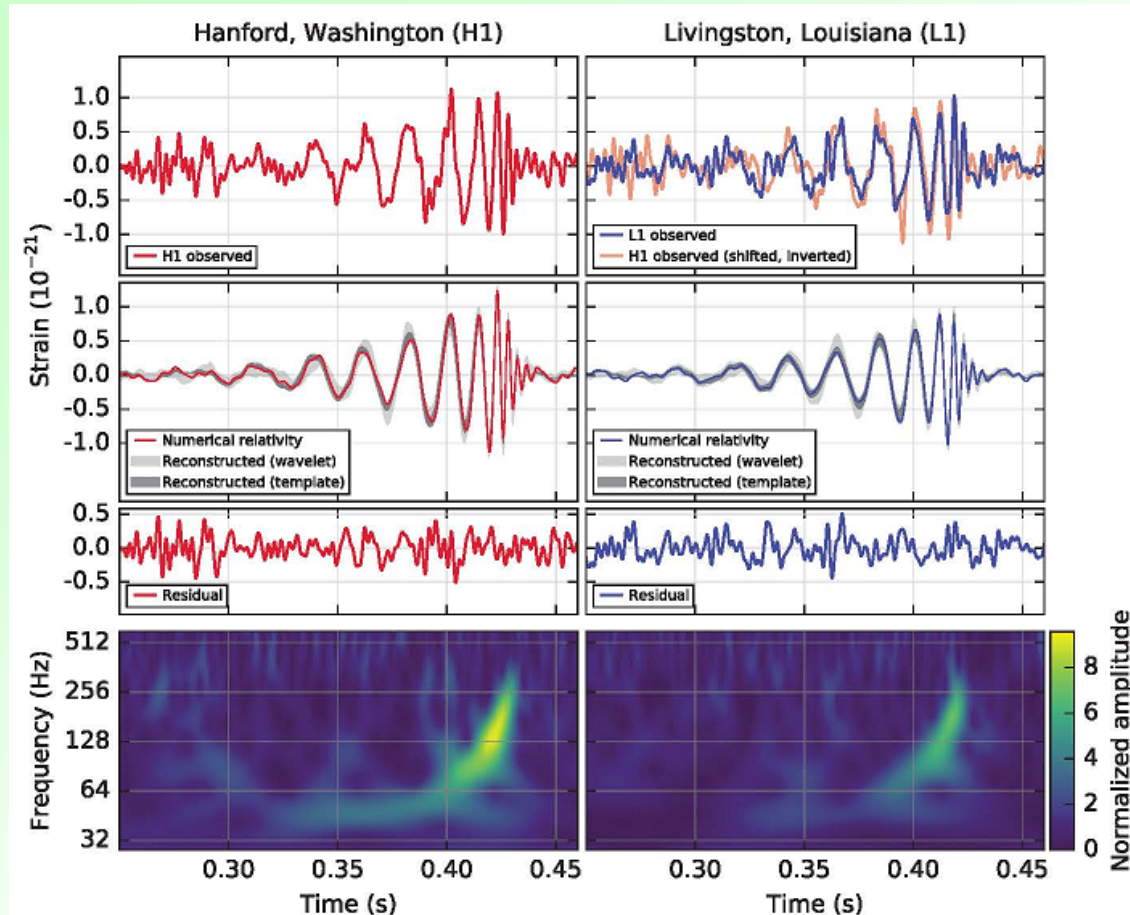 Hanford, Washington (H1)
Livingston, Louisiana (L1)
Strain (10⁻²¹)
1.0
0.5
0.0
-0.5
-1.0
H1 observed
L1 observed
H1 observed (shifted, inverted)
1.0
0.5
0.0
-0.5
-1.0
Numerical relativity
Reconstructed (wavelet)
Reconstructed (template)
Numerical relativity
Reconstructed (wavelet)
Reconstructed (template)
0.5
0.0
-0.5
Residual
Residual
Frequency (Hz)
512
256
128
64
32
Normalized amplitude
8
6
4
2
0
0.30 0.35 0.40 0.45
0.30 0.35 0.40 0.45
Time (s)
Time (s)